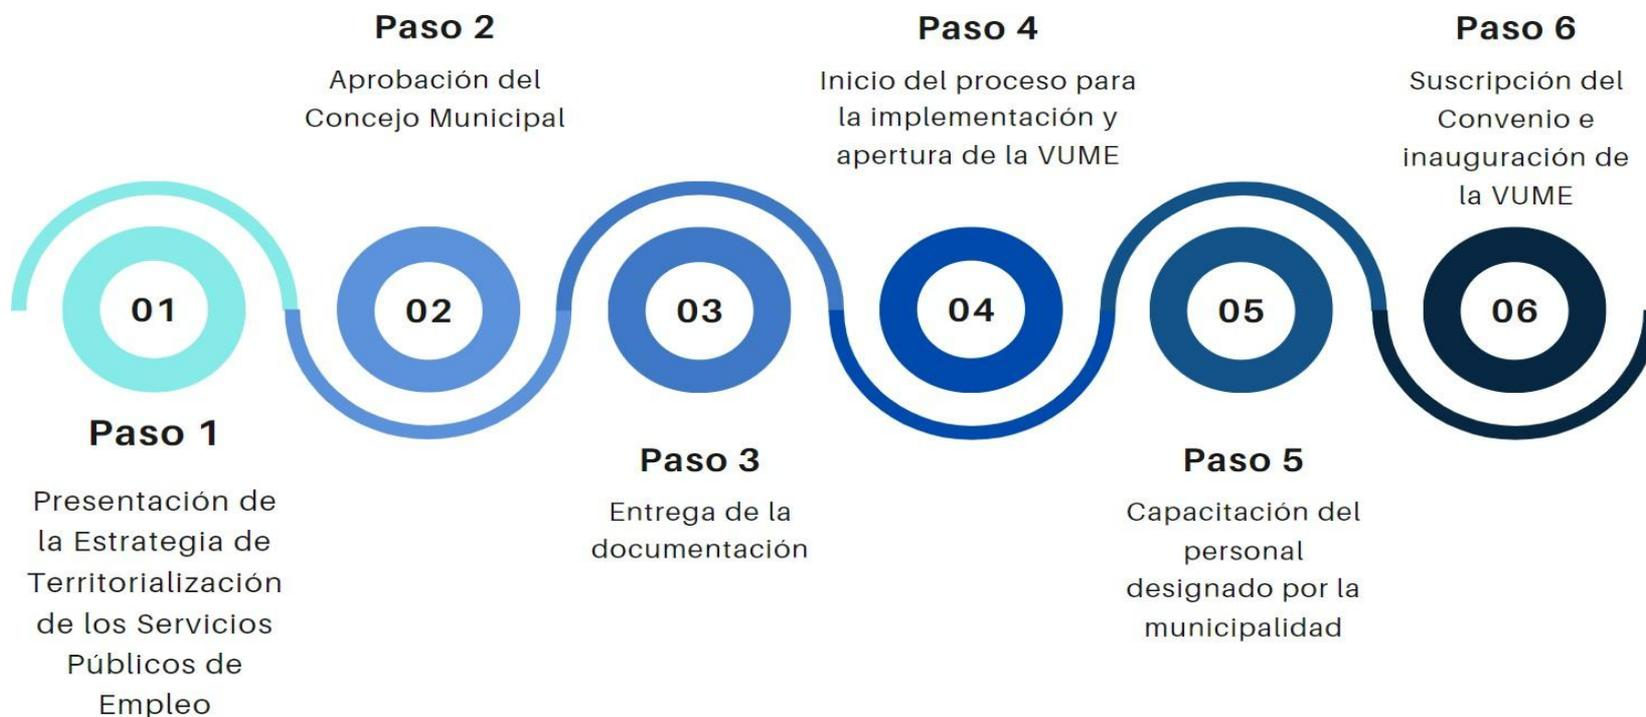 Paso 2
Aprobación del
Concejo Municipal
Paso 4
Inicio del proceso para
la implementación y
apertura de la VUME
Paso 6
Suscripción del
Convenio e
inauguración de
la VUME
01
02
03
04
05
06
Paso 1
Presentación de
la Estrategia de
Territorialización
de los Servicios
Públicos de
Empleo
Paso 3
Entrega de la
documentación
Paso 5
Capacitación del
personal
designado por la
municipalidad